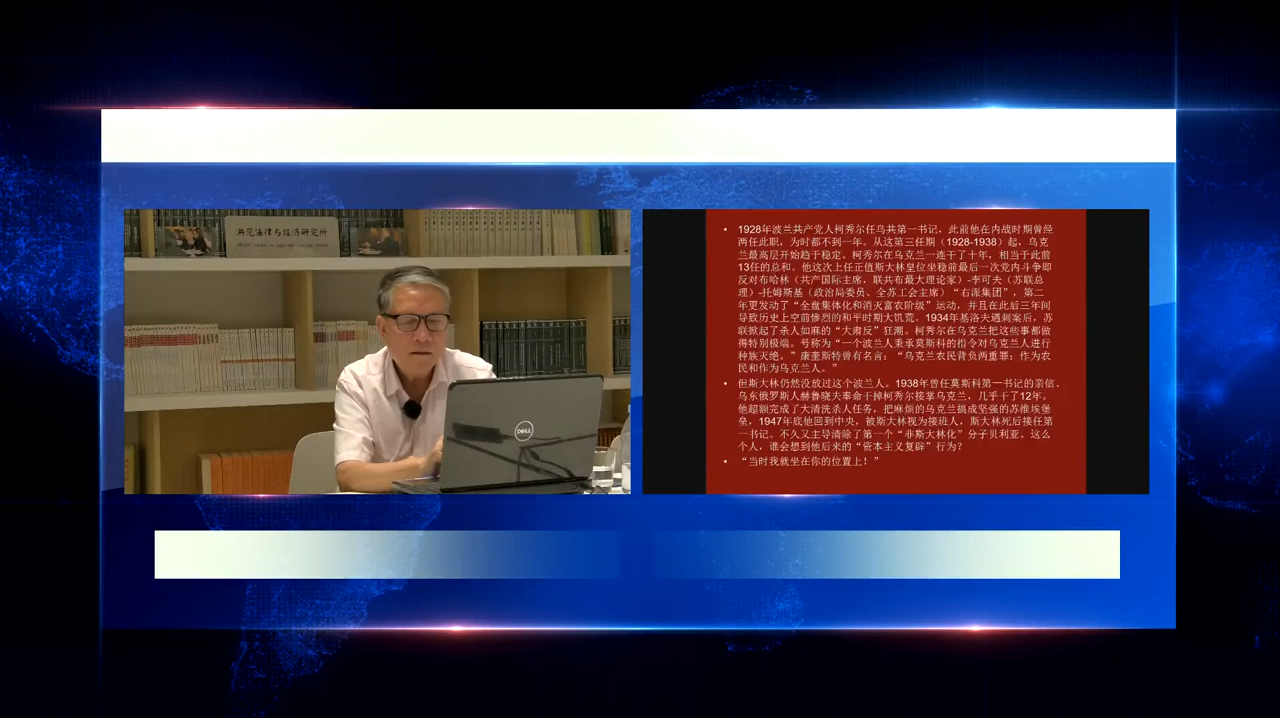 洪范法律与经济研究所
DELL
• 1928年波兰共产党人柯秀尔任乌共第一书记，此前他在内战时期曾经
两任此职，为时都不到一年。从这第三任期（1928-1938）起，乌克
兰最高层开始趋于稳定。柯秀尔在乌克兰一连干了十年，相当于此前
13任的总和。他这次上任正值斯大林皇位坐稳前最后一次党内斗争即
反对布哈林（共产国际主席，联共布最大理论家）-李可夫（苏联总
理）-托姆斯基（政治局委员、全苏工会主席）“右派集团”，第二
年更发动了“全盘集体化和消灭富农阶级”运动，并且在此后三年间
导致历史上空前惨烈的和平时期大饥荒。1934年基洛夫遇刺案后，苏
联掀起了杀人如麻的“大肃反”狂潮。柯秀尔在乌克兰把这些事都做
得特别极端。号称为“一个波兰人秉承莫斯科的指令对乌克兰人进行
种族灭绝。”康奎斯特曾有名言：“乌克兰农民背负两重罪：作为农
民和作为乌克兰人。”
• 但斯大林仍然没放过这个波兰人。1938年曾任莫斯科第一书记的亲信、
乌东俄罗斯人赫鲁晓夫奉命干掉柯秀尔接掌乌克兰，几乎干了12年。
他超额完成了大清洗杀人任务，把麻烦的乌克兰搞成坚强的苏维埃堡
垒，1947年底他回到中央，被斯大林视为接班人，斯大林死后接任第
一书记。不久又主导清除了第一个“非斯大林化”分子贝利亚。这么
个人，谁会想到他后来的“资本主义复辟”行为？
• “当时我就坐在你的位置上！”